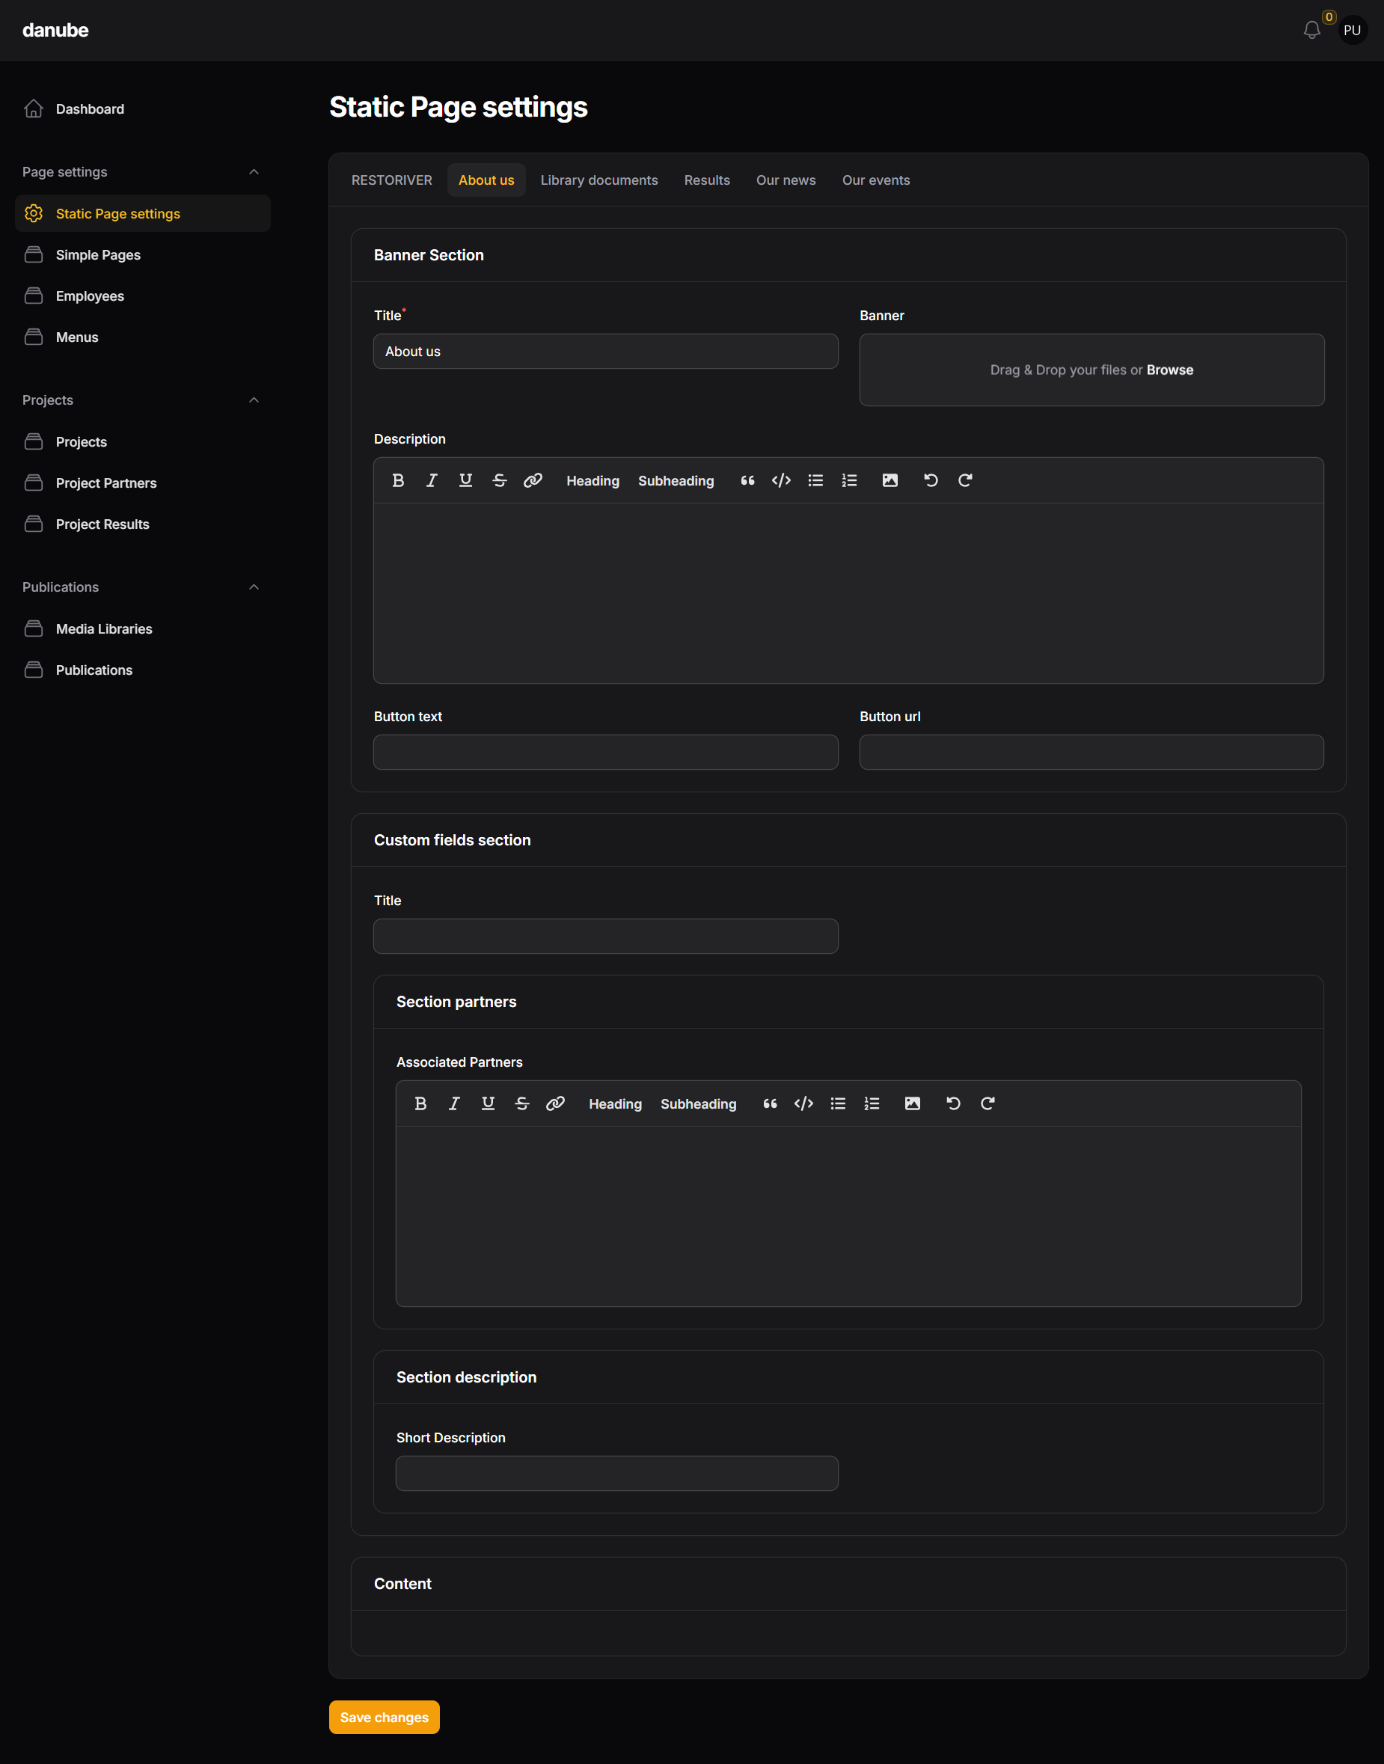 danube
0
PU
Dashboard
Page settings
Static Page settings
Simple Pages
Employees
Menus
Projects
Projects
Project Partners
Project Results
Publications
Media Libraries
Publications
Static Page settings
RESTORIVER About us Library documents Results Our news Our events
Banner Section
Title*
About us
Banner
Drag & Drop your files or Browse
Description
Heading Subheading
Button text
Button url
Custom fields section
Title
Section partners
Associated Partners
Heading Subheading
Section description
Short Description
Content
Save changes